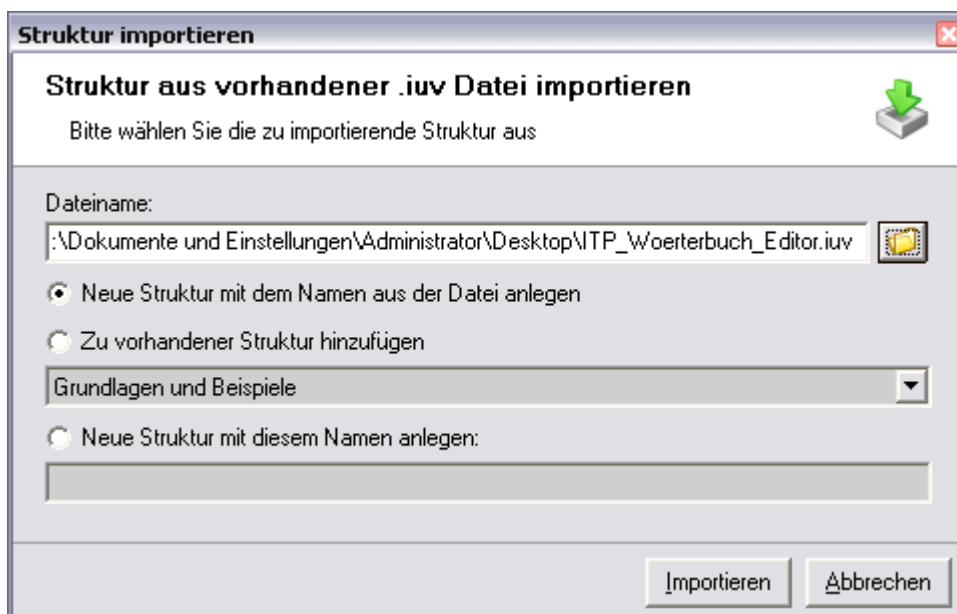 Struktur importieren
Struktur aus vorhandener .iuv Datei importieren
Bitte wählen Sie die zu importierende Struktur aus
Dateiname:
:\Dokumente und Einstellungen\Administrator\Desktop\ITP_Woerterbuch_Editor.iuv
Neue Struktur mit dem Namen aus der Datei anlegen
Zu vorhandener Struktur hinzufügen
Grundlagen und Beispiele
Neue Struktur mit diesem Namen anlegen:
Importieren
Abbrechen